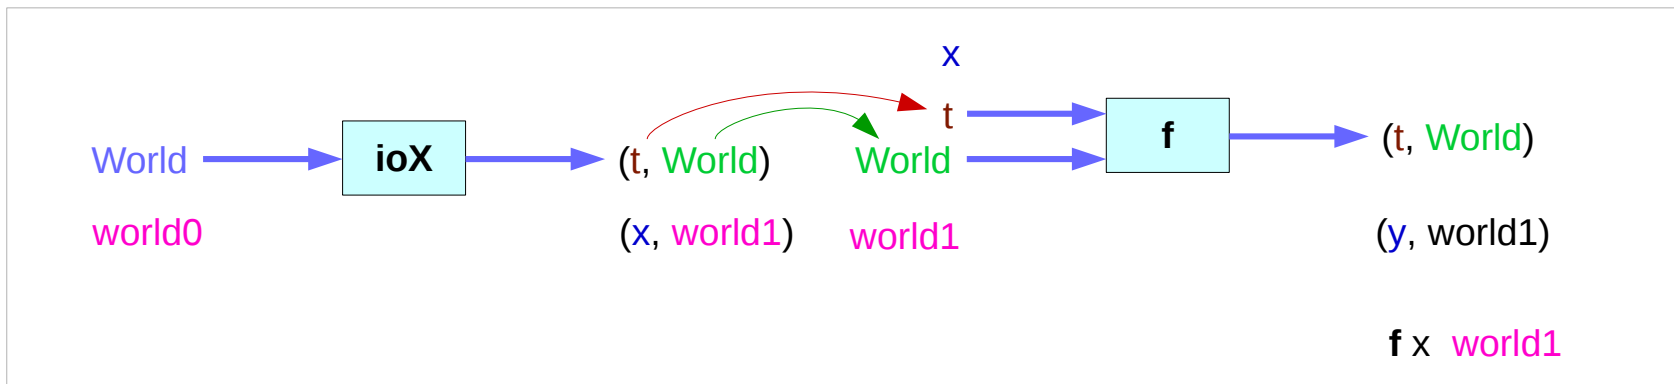 x
t
World
ioX
(t, World)
World
f
(t, World)
world0
(x, world1)
world1
(y, world1)
f x world1